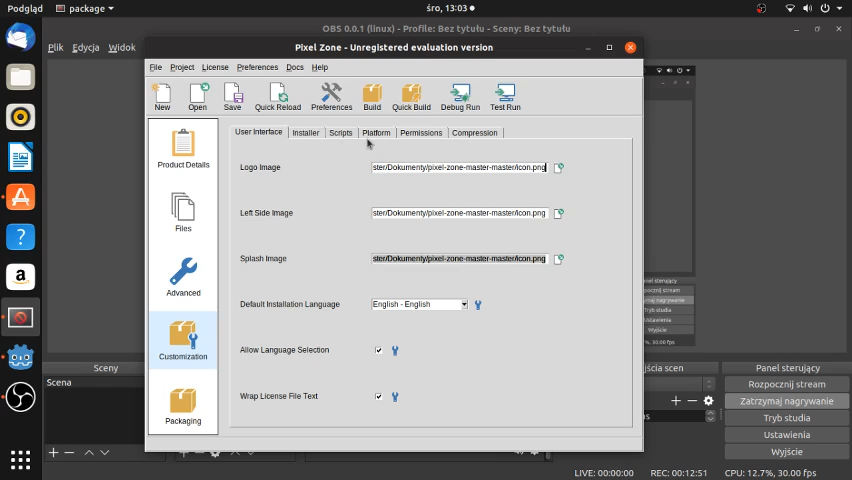 Podgląd package śro, 13:03
OBS 0.0.1 (linux) - Profile: Bez tytułu - Sceny: Bez tytułu
Plik Edycja Widok
Pixel Zone - Unregistered evaluation version
File Project License Preferences Docs Help
New Open Save Quick Reload Preferences Build Quick Build Debug Run Test Run
Product Details
Files
Advanced
Customization
Packaging
User Interface Installer Scripts Platform Permissions Compression
Logo Image ster/Dokumenty/pixel-zone-master-master/icon.png
Left Side Image ster/Dokumenty/pixel-zone-master-master/icon.png
Splash Image ster/Dokumenty/pixel-zone-master-master/icon.png
Default Installation Language English - English
Allow Language Selection
Wrap License File Text
Sceny
Scena
Panel sterujący
Rozpocznij stream
Zatrzymaj nagrywanie
Tryb studia
Ustawienia
Wyjście
LIVE: 00:00:00 REC: 00:12:51 CPU: 12.7%, 30.00 fps